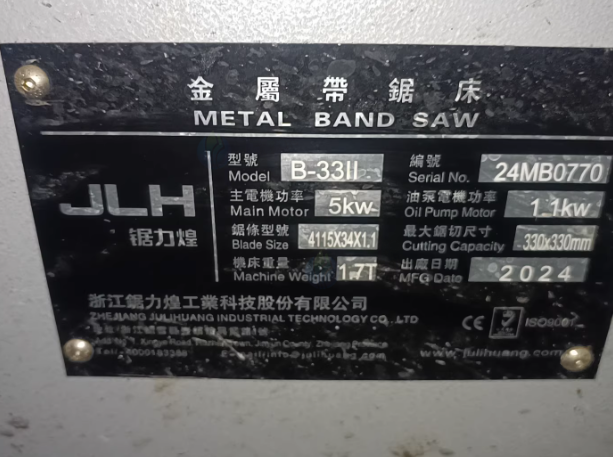 金屬帶鋸床
METAL BAND SAW
JLH
锯力煌
型號 Model B-33II
編號 Serial No. 24MB0770
主電機功率 Main Motor 5kw
油泵電機功率 Oil Pump Motor 1.1kw
鋸條型號 Blade Size 4115X34X1.1
最大鋸切尺寸 Cutting Capacity 330x330mm
機床重量 Machine Weight 1.7T
出廠日期 MFG Date 2024
浙江鋸力煌工業科技股份有限公司
ZHEJIANG JULIHUANG INDUSTRIAL TECHNOLOGY CO.,LTD
CE ISO9001
www.julihuang.com